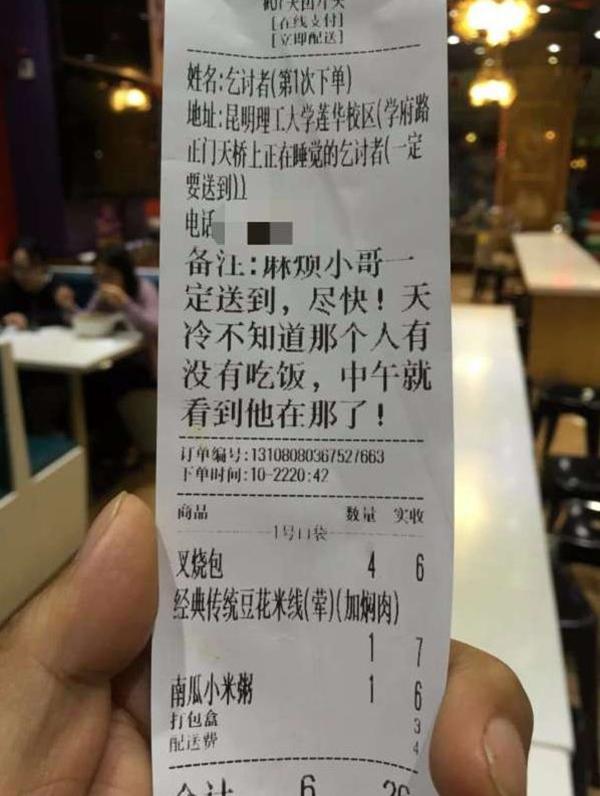 [在线支付]
[立即配送]
姓名:乞讨者(第1次下单)
地址:昆明理工大学莲华校区(学府路
正门天桥上正在睡觉的乞讨者(一定
要送到))
电话
备注:麻烦小哥一
定送到，尽快！天
冷不知道那个人有
没有吃饭，中午就
看到他在那了！
订单编号:13108080367527663
下单时间:10-2220:42
商品 数量 实收
1号口袋
叉烧包 4 6
经典传统豆花米线(荤)(加焖肉)
1 7
南瓜小米粥 1 6
打包盒 3
配送费 4
合计 6 26